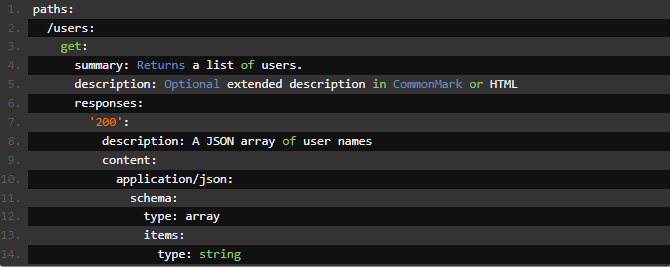 1. paths:
2. /users:
3. get:
4. summary: Returns a list of users.
5. description: Optional extended description in CommonMark or HTML
6. responses:
7. '200':
8. description: A JSON array of user names
9. content:
10. application/json:
11. schema:
12. type: array
13. items:
14. type: string